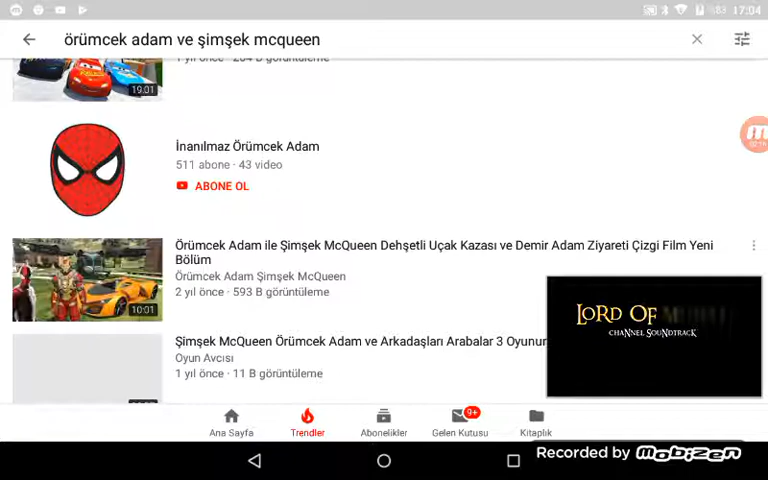 %83 17:04
örümcek adam ve şimşek mcqueen
19:01
İnanılmaz Örümcek Adam
511 abone · 43 video
ABONE OL
Örümcek Adam ile Şimşek McQueen Dehşetli Uçak Kazası ve Demir Adam Ziyareti Çizgi Film Yeni
Bölüm
Örümcek Adam Şimşek McQueen
2 yıl önce · 593 B görüntüleme
10:01
LORD OF
CHANNEL SOUNDTRACK
Şimşek McQueen Örümcek Adam ve Arkadaşları Arabalar 3 Oyunur
Oyun Avcısı
1 yıl önce · 11 B görüntüleme
9+
Ana Sayfa
Trendler
Abonelikler
Gelen Kutusu
Kitaplık
Recorded by mobizen